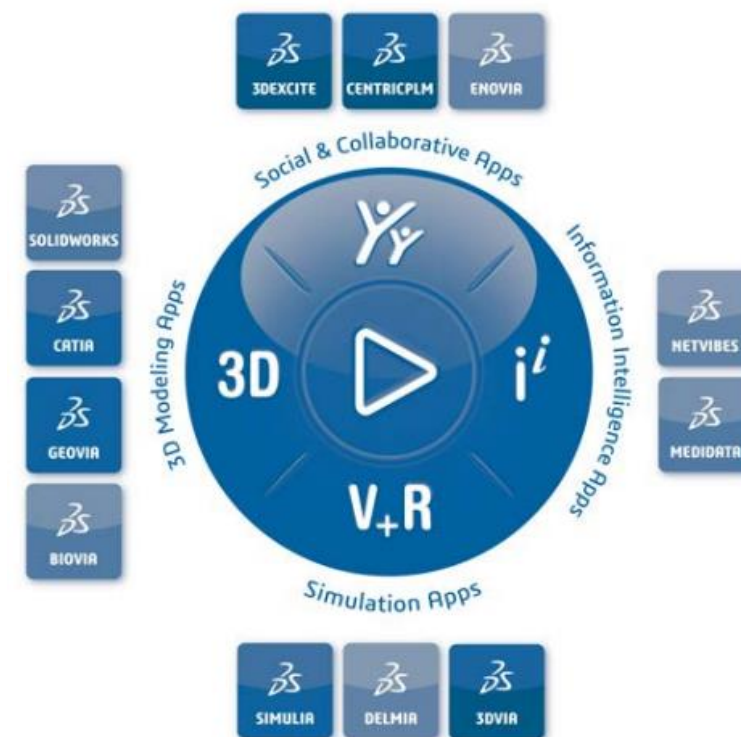 3DEXCITE
CENTRICPLM
ENOVIA
Social & Collaborative Apps
SOLIDWORKS
CATIA
GEOVIA
BIOVIA
3D Modeling Apps
3D
i i
V+R
Information Intelligence Apps
NETVIBES
MEDIDATA
Simulation Apps
SIMULIA
DELMIA
3DVIA